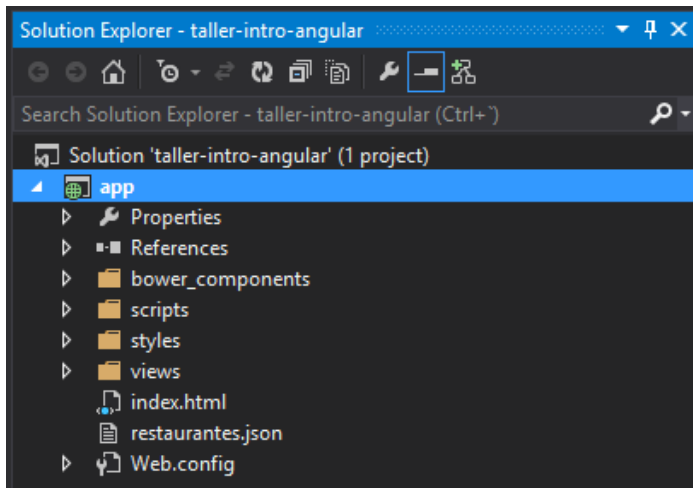 Solution Explorer - taller-intro-angular
Search Solution Explorer - taller-intro-angular (Ctrl+`)
Solution 'taller-intro-angular' (1 project)
app
Properties
References
bower_components
scripts
styles
views
index.html
restaurantes.json
Web.config